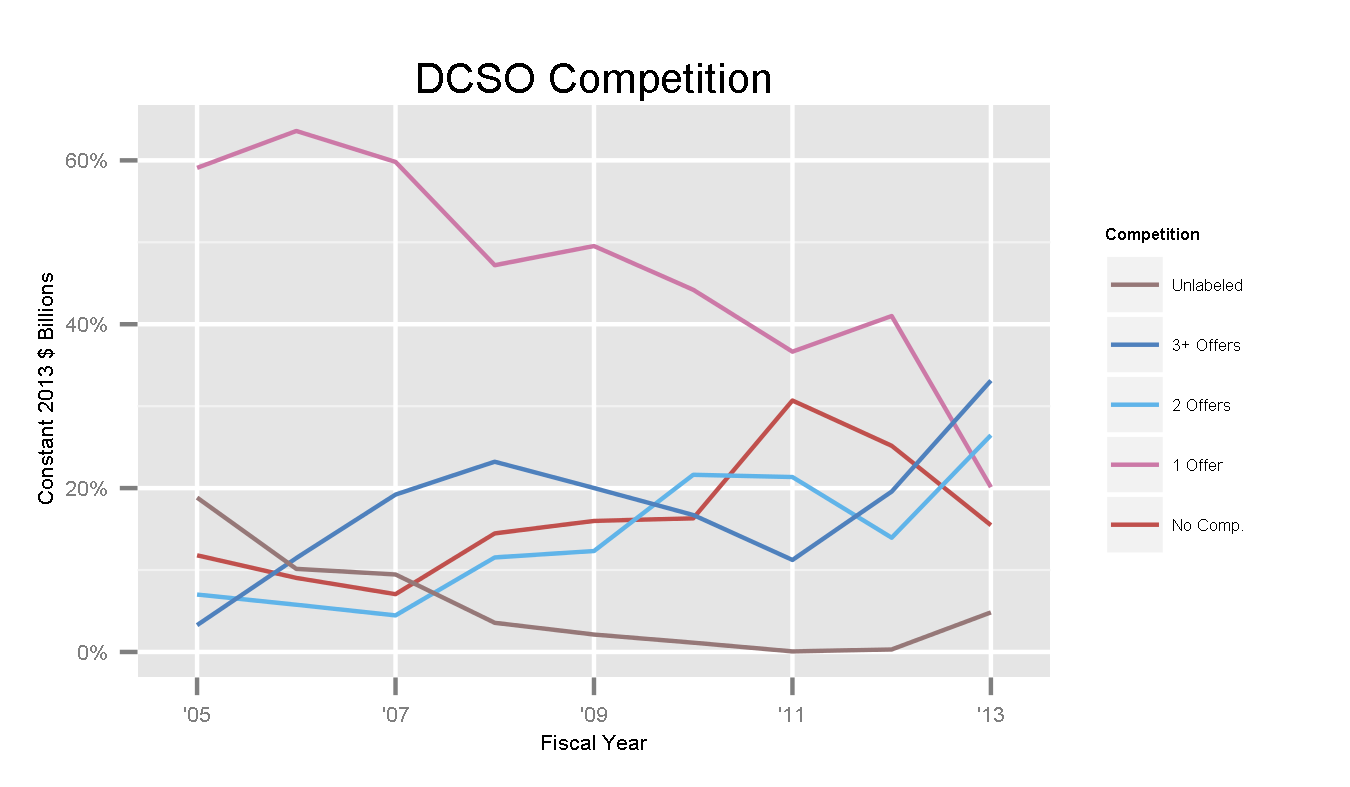 DCSO Competition
Constant 2013 $ Billions
60%
40%
20%
0%
'05
'07
'09
'11
'13
Fiscal Year
Competition
Unlabeled
3+ Offers
2 Offers
1 Offer
No Comp.